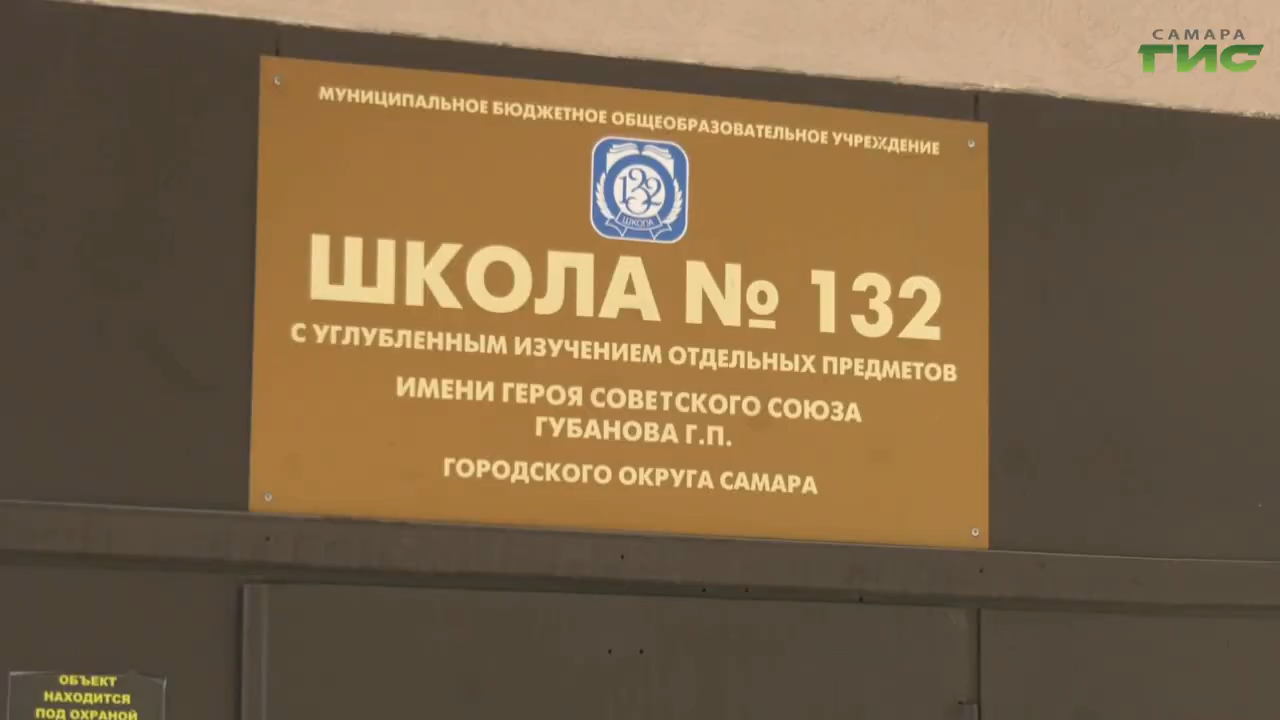 САМАРА
ГИС
МУНИЦИПАЛЬНОЕ БЮДЖЕТНОЕ ОБЩЕОБРАЗОВАТЕЛЬНОЕ УЧРЕЖДЕНИЕ
132
ШКОЛА
ШКОЛА № 132
С УГЛУБЛЕННЫМ ИЗУЧЕНИЕМ ОТДЕЛЬНЫХ ПРЕДМЕТОВ
ИМЕНИ ГЕРОЯ СОВЕТСКОГО СОЮЗА
ГУБАНОВА Г.П.
ГОРОДСКОГО ОКРУГА САМАРА
ОБЪЕКТ
НАХОДИТСЯ
ПОД ОХРАНОЙ